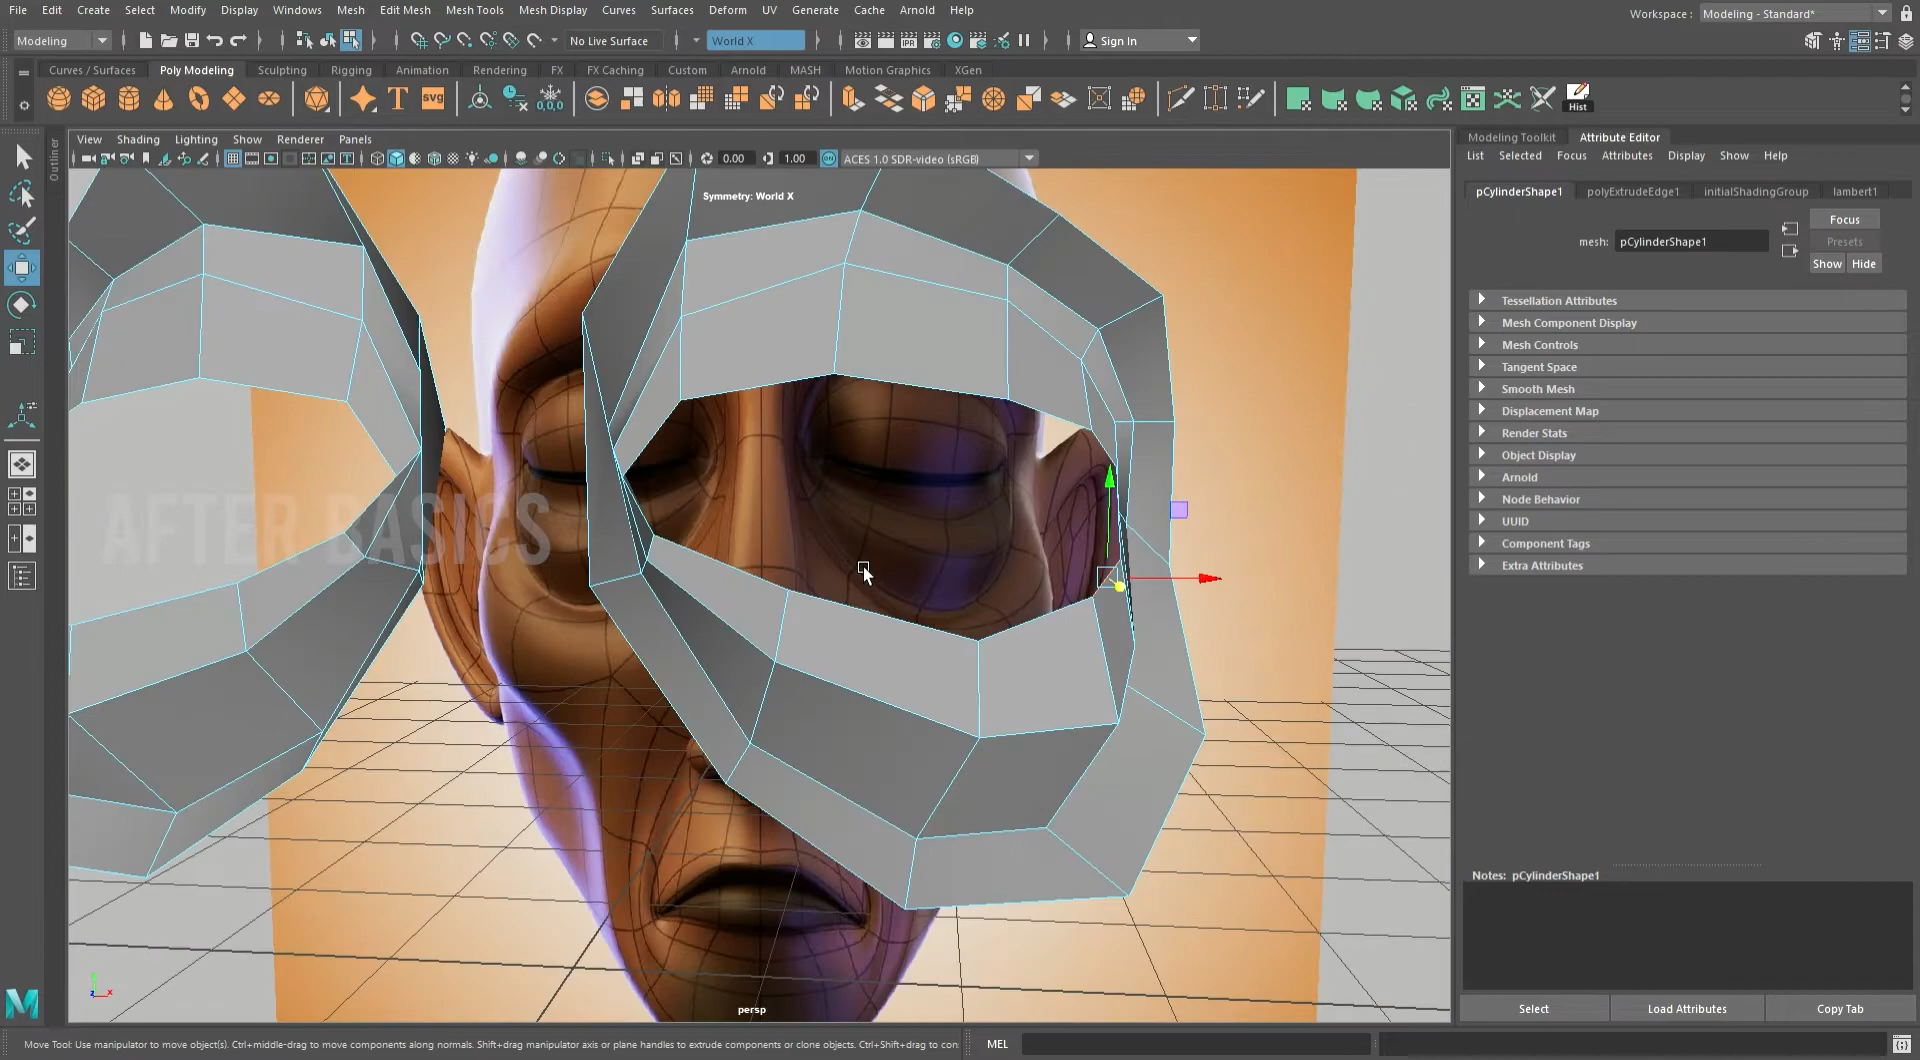 File Edit Create Select Modify Display Windows Mesh Edit Mesh Mesh Tools Mesh Display Curves Surfaces Deform UV Generate Cache Arnold Help
Workspace : Modeling - Standard*
Modeling
No Live Surface
World X
IPR
Sign In
Curves / Surfaces Poly Modeling Sculpting Rigging Animation Rendering FX FX Caching Custom Arnold MASH Motion Graphics XGen
T
SVG
0,0,0
Hist
Outliner
View Shading Lighting Show Renderer Panels
0.00
1.00
ACES 1.0 SDR-video (sRGB)
Symmetry: World X
AFTER BASICS
persp
Modeling Toolkit Attribute Editor
List Selected Focus Attributes Display Show Help
pCylinderShape1 polyExtrudeEdge1 initialShadingGroup lambert1
mesh: pCylinderShape1
Focus
Presets
Show Hide
Tessellation Attributes
Mesh Component Display
Mesh Controls
Tangent Space
Smooth Mesh
Displacement Map
Render Stats
Object Display
Arnold
Node Behavior
UUID
Component Tags
Extra Attributes
Notes: pCylinderShape1
Select
Load Attributes
Copy Tab
M
Move Tool: Use manipulator to move object(s). Ctrl+middle-drag to move components along normals. Shift+drag manipulator axis or plane handles to extrude components or clone objects. Ctrl+Shift+drag to con
MEL